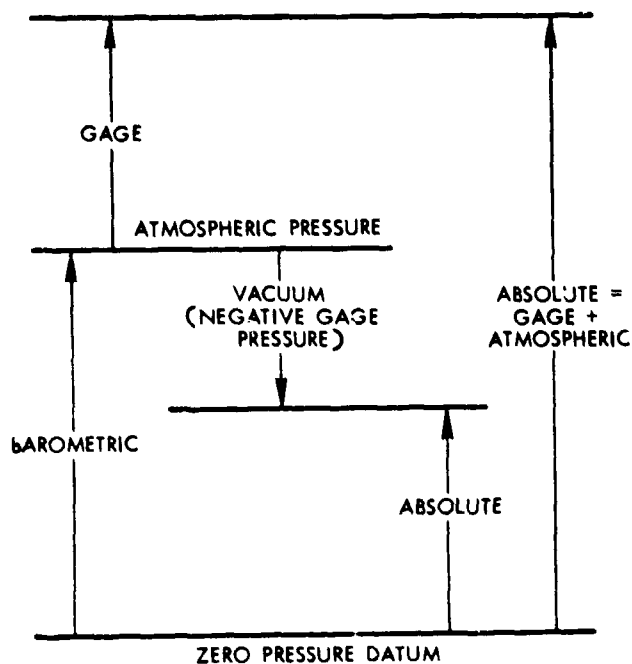 GAGE
ATMOSPHERIC PRESSURE
VACUUM
(NEGATIVE GAGE
PRESSURE)
ABSOLUTE =
GAGE +
ATMOSPHERIC
bAROMETRIC
ABSOLUTE
ZERO PRESSURE DATUM